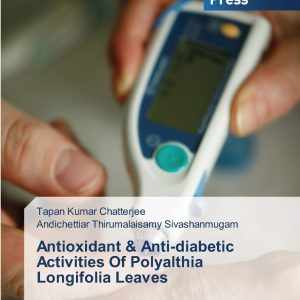 Press
Tapan Kumar Chatterjee
Andichettiar Thirumalaisamy Sivashanmugam
Antioxidant & Anti-diabetic
Activities Of Polyalthia
Longifolia Leaves